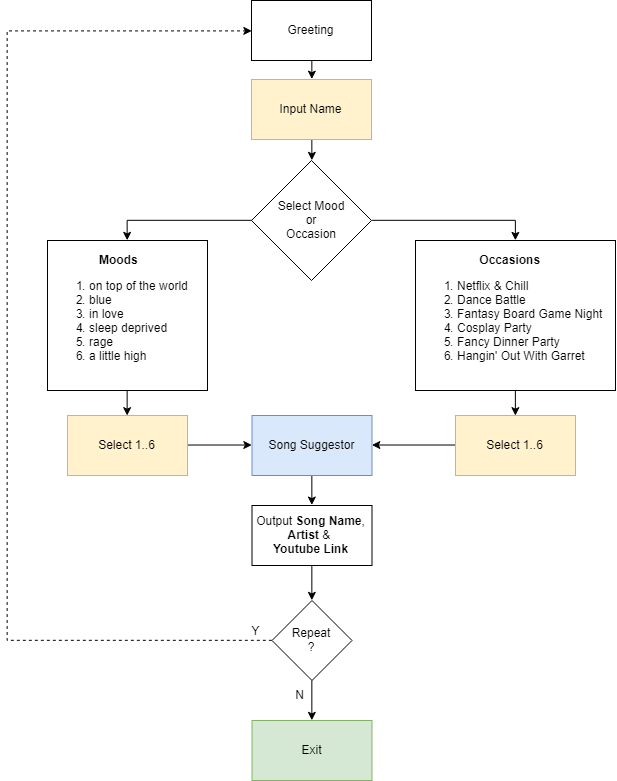 Greeting
Input Name
Select Mood
or
Occasion
Moods
1. on top of the world
2. blue
3. in love
4. sleep deprived
5. rage
6. a little high
Occasions
1. Netflix & Chill
2. Dance Battle
3. Fantasy Board Game Night
4. Cosplay Party
5. Fancy Dinner Party
6. Hangin' Out With Garret
Select 1..6
Song Suggestor
Select 1..6
Output Song Name,
Artist &
Youtube Link
Y
Repeat
?
N
Exit